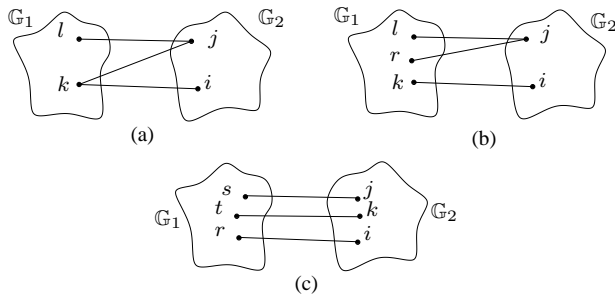 𝔾₁ l j 𝔾₂
k i
(a)
𝔾₁ l j 𝔾₂
r
k i
(b)
s j
𝔾₁ t k 𝔾₂
r i
(c)